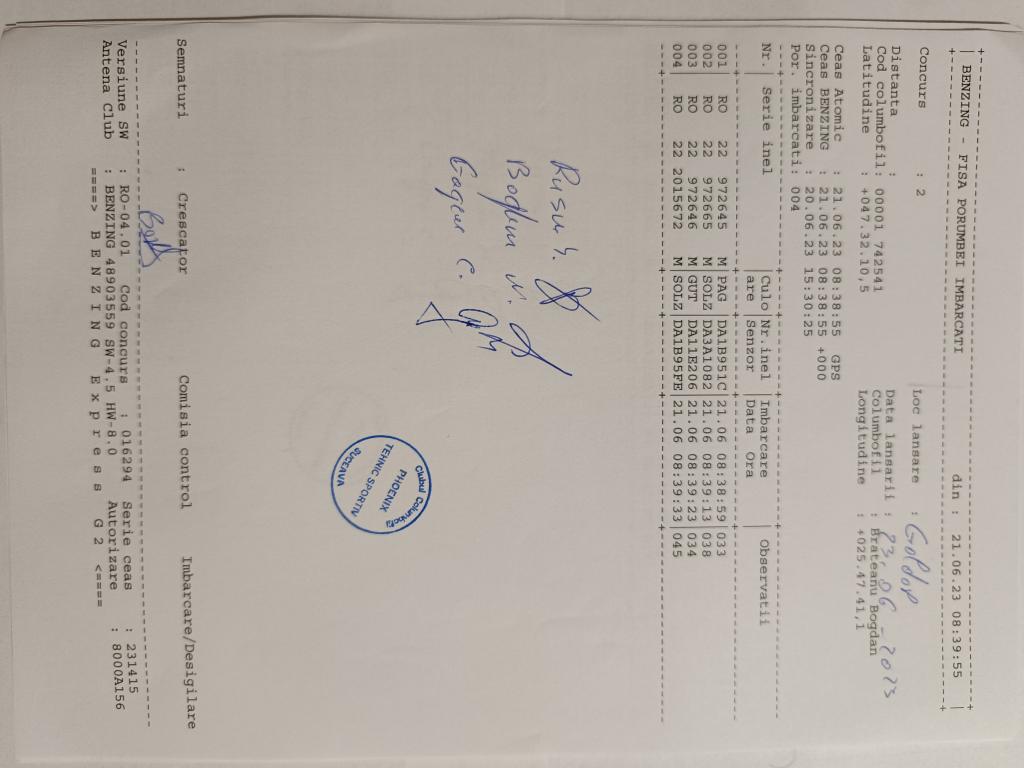 +-----------------------------------------------------------------------------+
| BENZING - FISA PORUMBEI IMBARCATI          din : 21.06.23 08:39:55 |
+-----------------------------------------------------------------------------+
Concurs : 2 Loc lansare : Goldap
Distanta : Data lansarii : 23.06-2023
Cod columbofil: 00001 742541 Columbofil : Brateanu Bogdan
Latitudine : +047.32.10,5 Longitudine : +025.47.41,1
Ceas Atomic : 21.06.23 08:38:55 GPS
Ceas BENZING : 21.06.23 08:38:55 +000
Sincronizare : 20.06.23 15:30:25
Por. imbarcati: 004
Nr.| Serie inel |Culo|Nr.inel |Imbarcare | Observatii
| |are |Senzor |Data Ora |
001| RO 22 972645 M|PAG |DA1B951C|21.06 08:38:59|033
002| RO 22 972665 M|SOLZ|DA3A1082|21.06 08:39:13|038
003| RO 22 972646 M|GUT |DA11E206|21.06 08:39:23|034
004| RO 22 2015672 M|SOLZ|DA1B95FE|21.06 08:39:33|045
Rusu
Clubul Columbofil
PHOENIX
TEHNIC SPORTIV
SUCEAVA
Semnaturi : Crescator Comisia control Imbarcare/Desigilare
Versiune SW : RO-04.01 Cod concurs : 016294 Serie ceas : 231415
Antena Club : BENZING 48903559 SW-4.5 HW-8.0 Autorizare : 8000A156
====> B E N Z I N G  E x p r e s s  G 2 <====